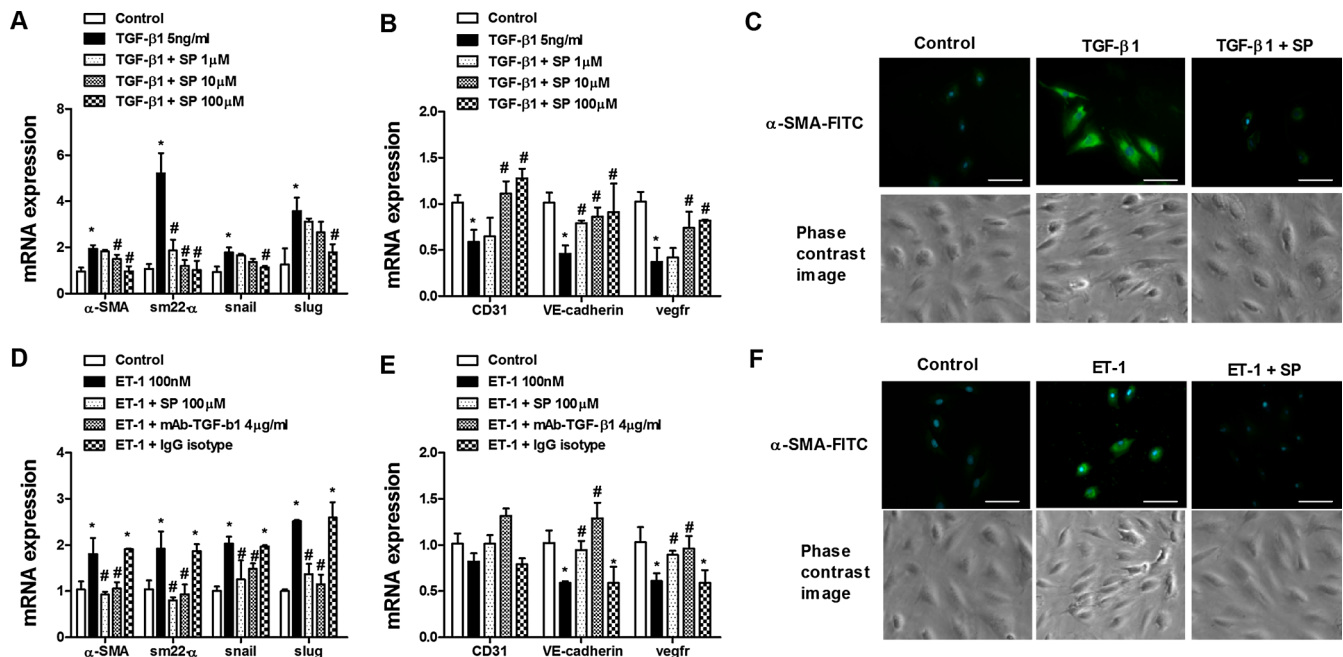 A
Control
TGF-β1 5ng/ml
TGF-β1 + SP 1μM
TGF-β1 + SP 10μM
TGF-β1 + SP 100μM
mRNA expression
8
6
4
2
0
* * # # * # # # * # * #
α-SMA sm22-α snail slug
B
Control
TGF-β1 5ng/ml
TGF-β1 + SP 1μM
TGF-β1 + SP 10μM
TGF-β1 + SP 100μM
mRNA expression
2.0
1.5
1.0
0.5
0.0
* # # * # # # * # #
CD31 VE-cadherin vegfr
C
Control TGF-β1 TGF-β1 + SP
α-SMA-FITC
Phase
contrast
image
D
Control
ET-1 100nM
ET-1 + SP 100μM
ET-1 + mAb-TGF-b1 4μg/ml
ET-1 + IgG isotype
mRNA expression
4
3
2
1
0
* # # * * # # * * # # * * # # *
α-SMA sm22-α snail slug
E
Control
ET-1 100nM
ET-1 + SP 100μM
ET-1 + mAb-TGF-β1 4μg/ml
ET-1 + IgG isotype
mRNA expression
2.0
1.5
1.0
0.5
0.0
* # # * * # # *
CD31 VE-cadherin vegfr
F
Control ET-1 ET-1 + SP
α-SMA-FITC
Phase
contrast
image